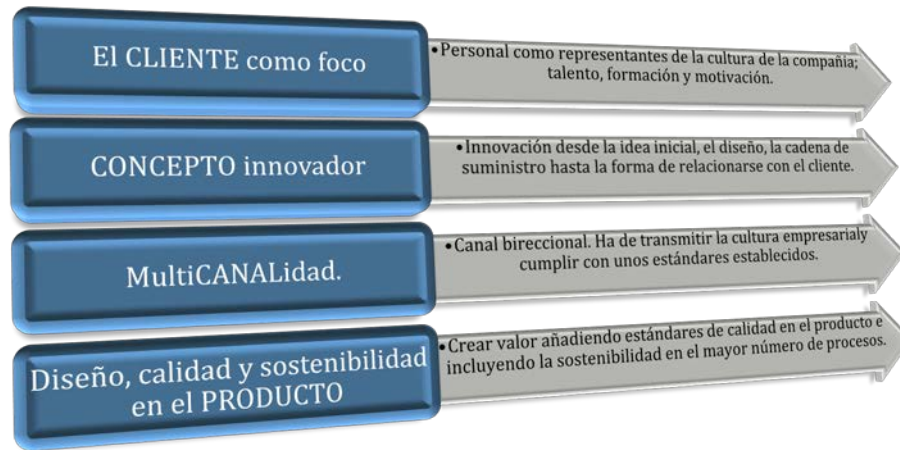 El CLIENTE como foco
•Personal como representantes de la cultura de la compañia;
talento, formación y motivación.
CONCEPTO innovador
•Innovación desde la idea inicial, el diseño, la cadena de
suministro hasta la forma de relacionarse con el cliente.
MultiCANALidad.
•Canal bireccional. Ha de transmitir la cultura empresarialy
cumplir con unos estándares establecidos.
Diseño, calidad y sostenibilidad
en el PRODUCTO
•Crear valor añadiendo estándares de calidad en el producto e
incluyendo la sostenibilidad en el mayor número de procesos.